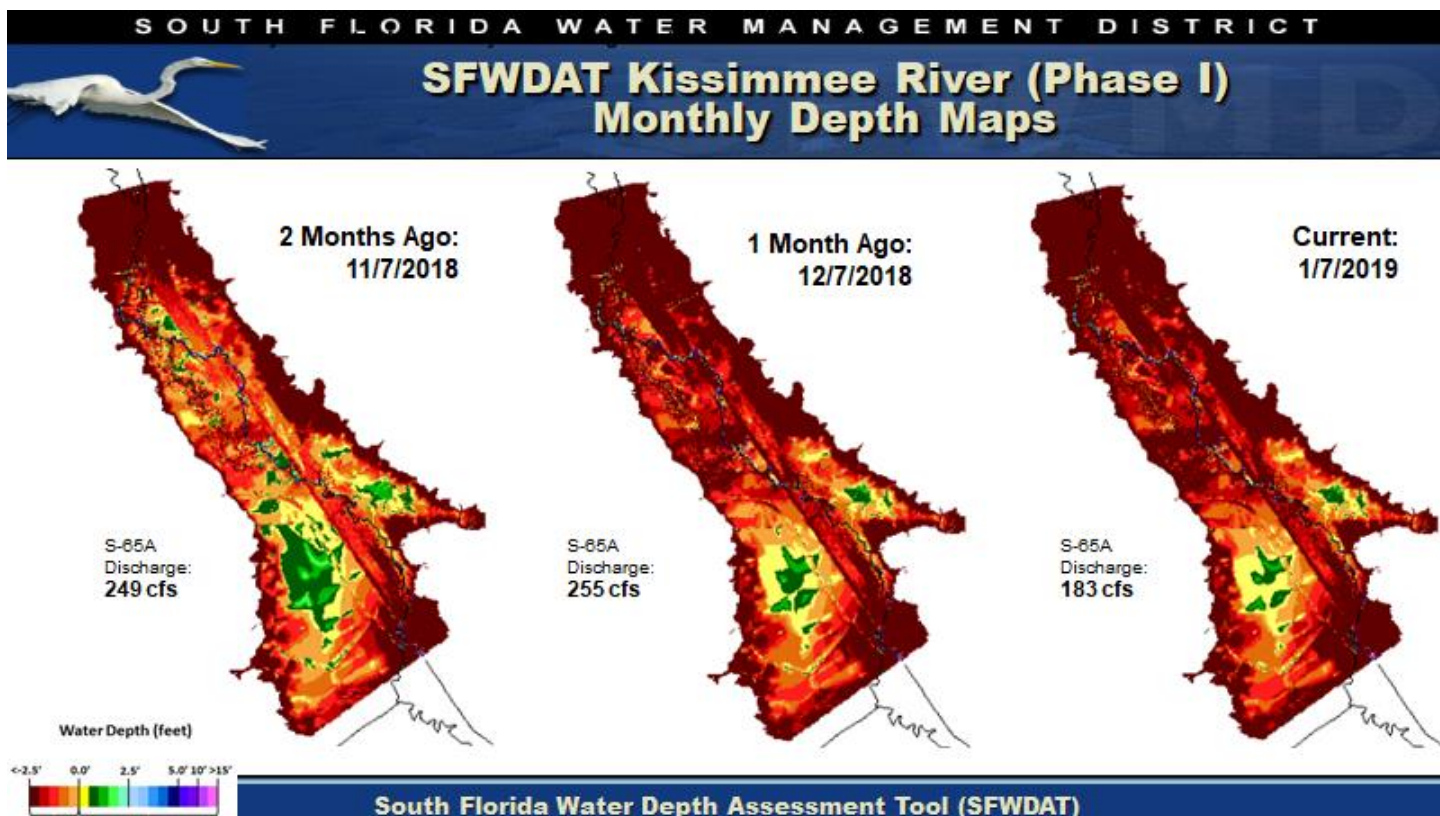 SOUTH FLORIDA WATER MANAGEMENT DISTRICT
SFWDAT Kissimmee River (Phase I)
Monthly Depth Maps
2 Months Ago:
11/7/2018
1 Month Ago:
12/7/2018
Current:
1/7/2019
S-65A
Discharge:
249 cfs
S-65A
Discharge:
255 cfs
S-65A
Discharge:
183 cfs
Water Depth (feet)
<-2.5' 0.0' 2.5' 5.0' 10' >15'
South Florida Water Depth Assessment Tool (SFWDAT)